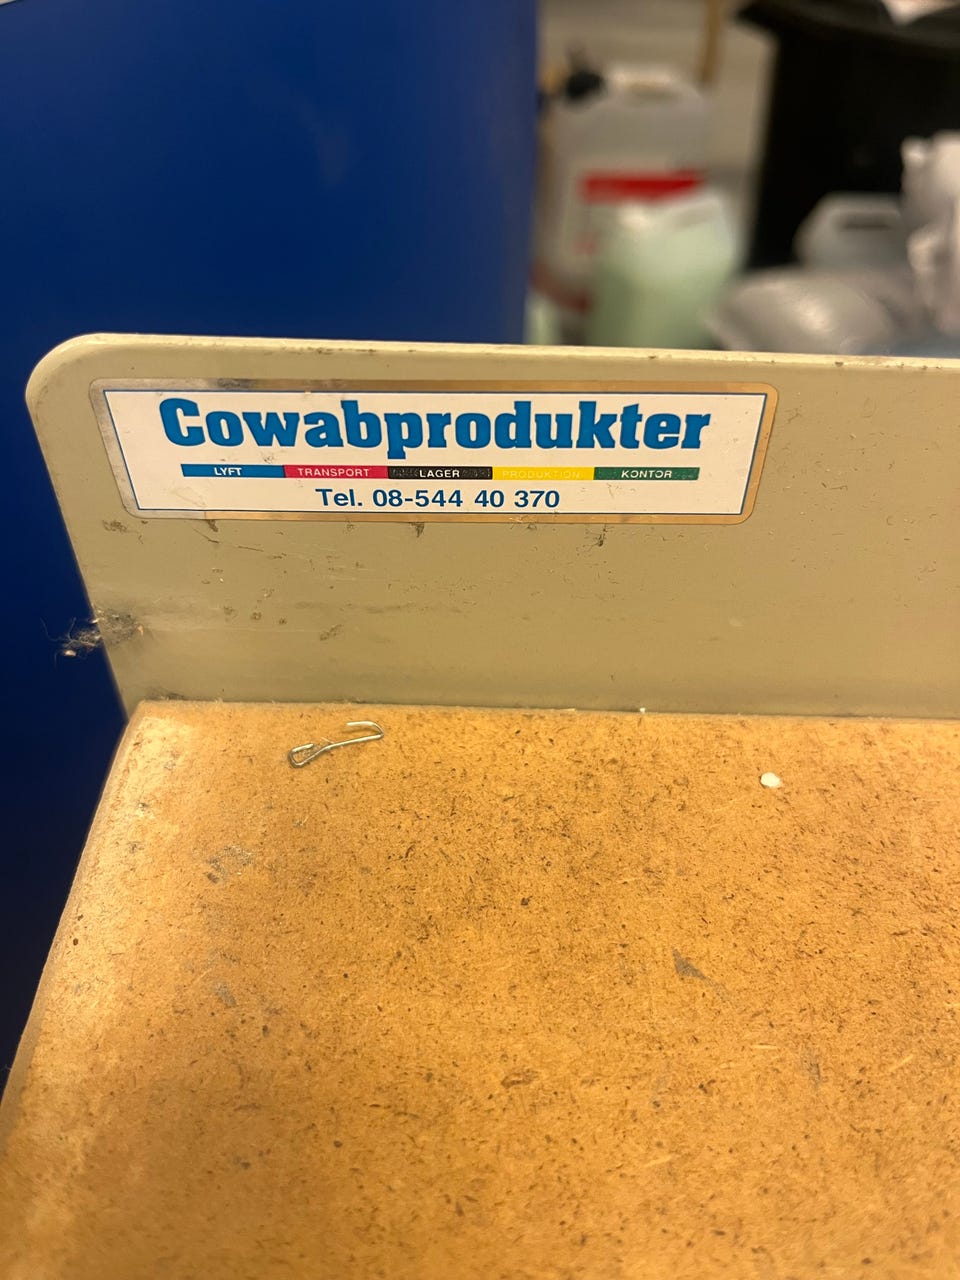 Cowabprodukter
LYFT TRANSPORT LAGER PRODUKTION KONTOR
Tel. 08-544 40 370